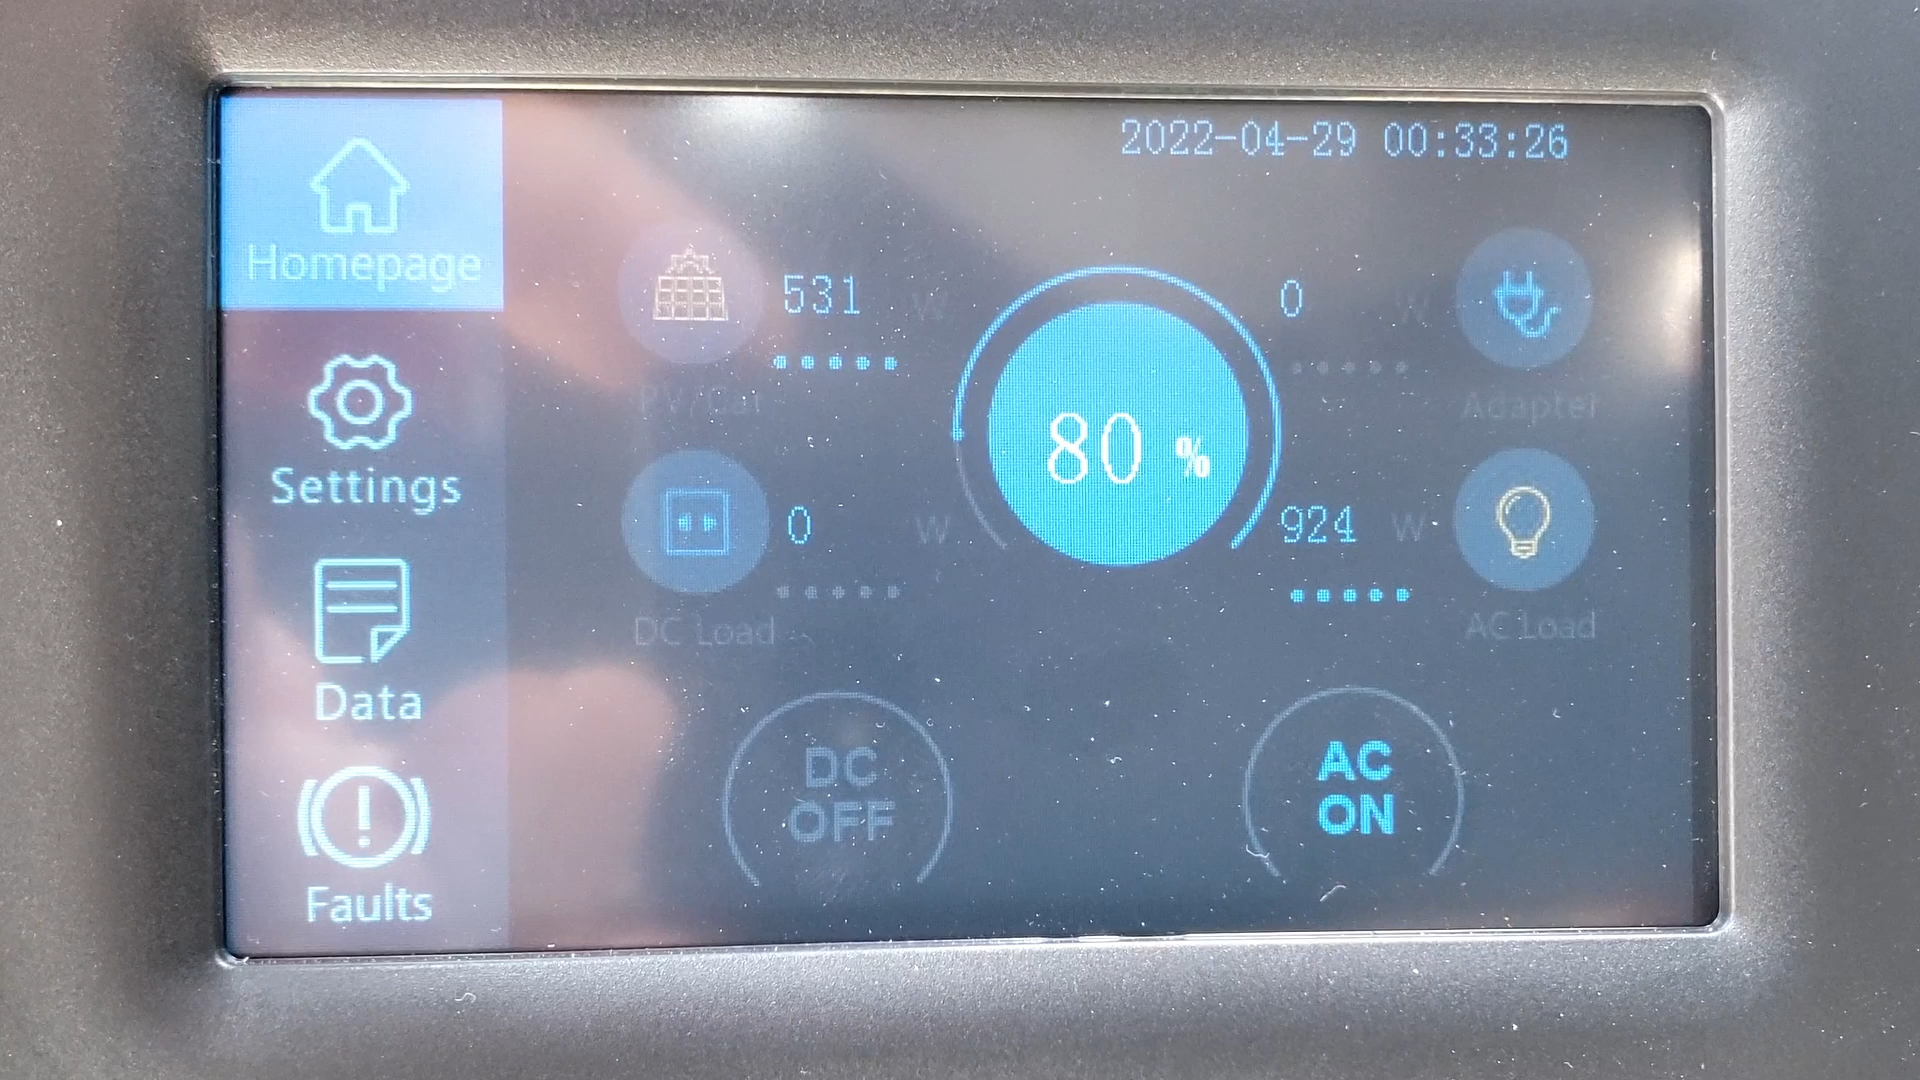 2022-04-29 00:33:26
Homepage
531 W
0 W
PV/Car
Adapter
80 %
Settings
0 W
924 W
DC Load
AC Load
Data
DC
OFF
AC
ON
Faults